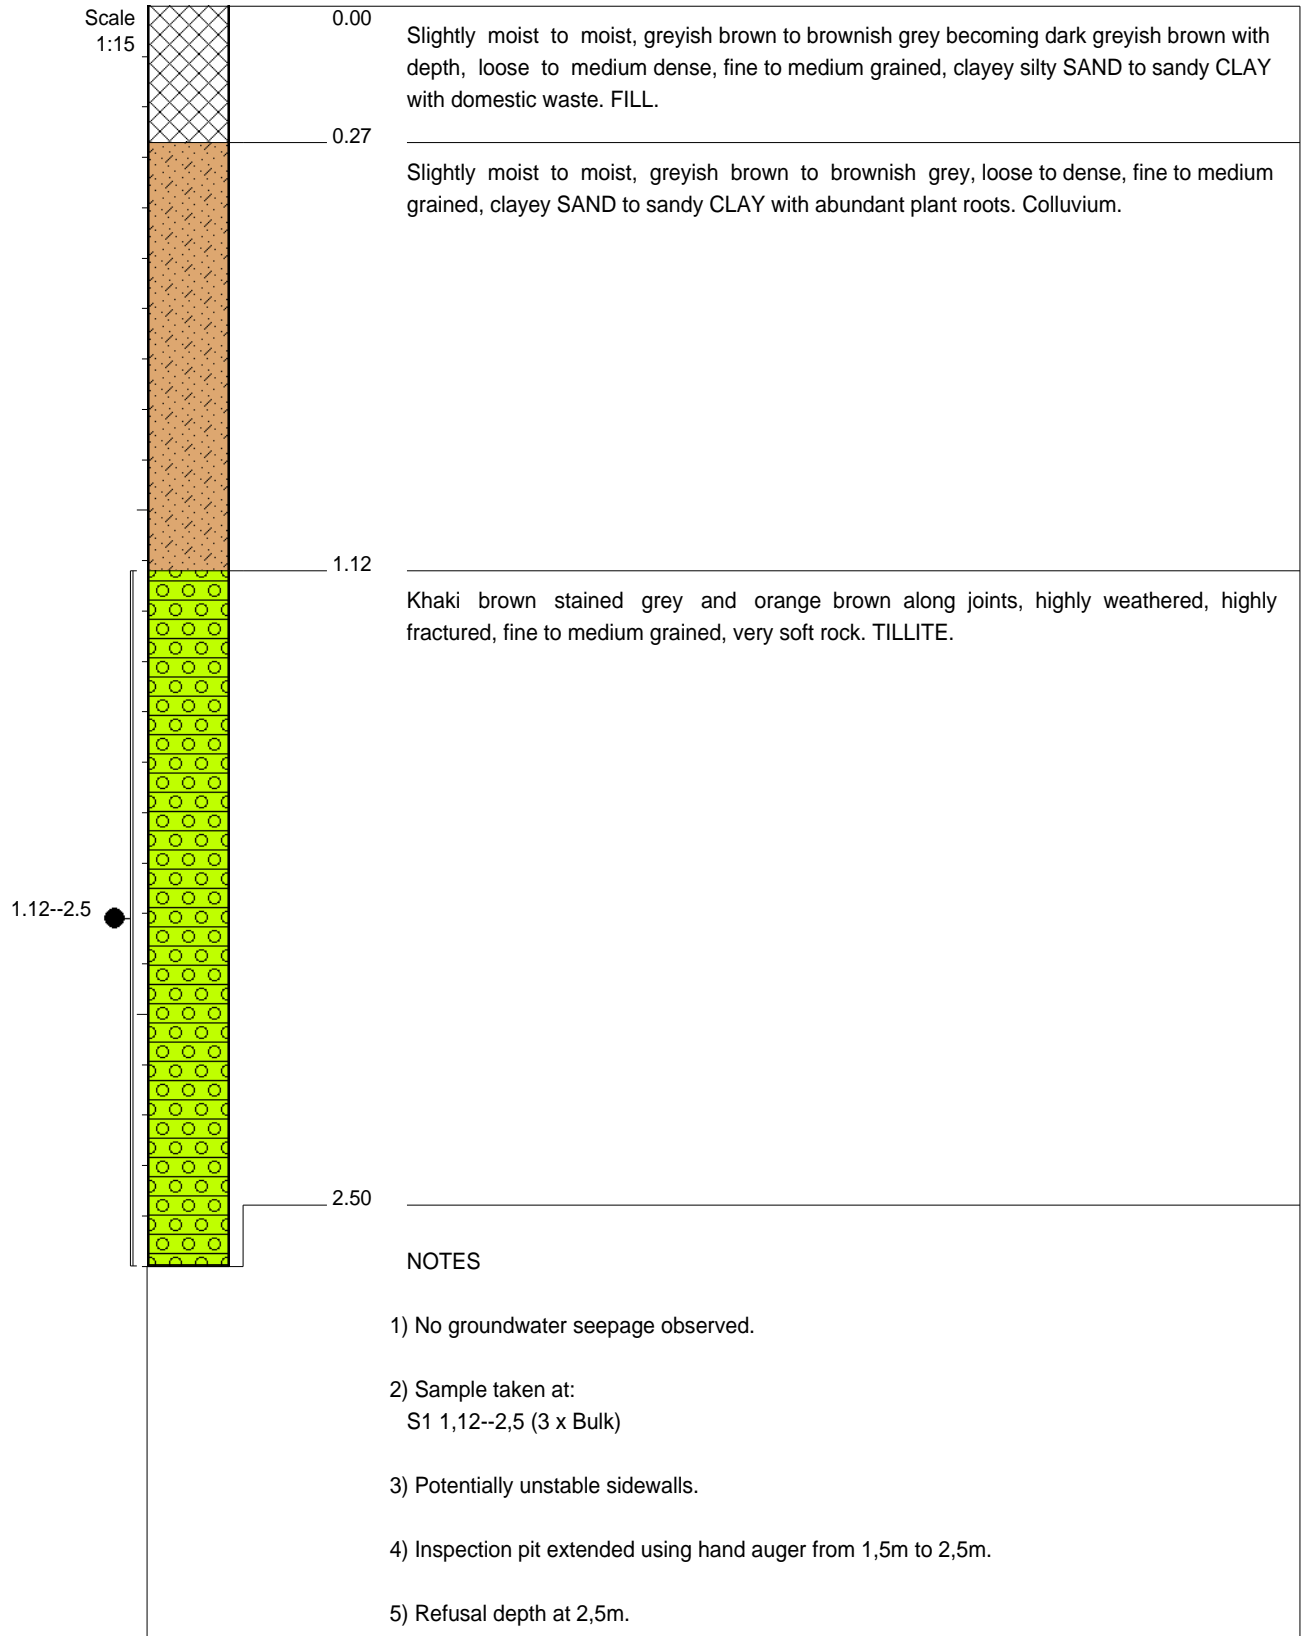 Scale
1:15
0.00
Slightly moist to moist, greyish brown to brownish grey becoming dark greyish brown with
depth, loose to medium dense, fine to medium grained, clayey silty SAND to sandy CLAY
with domestic waste. FILL.
0.27
Slightly moist to moist, greyish brown to brownish grey, loose to dense, fine to medium
grained, clayey SAND to sandy CLAY with abundant plant roots. Colluvium.
1.12
Khaki brown stained grey and orange brown along joints, highly weathered, highly
fractured, fine to medium grained, very soft rock. TILLITE.
1.12--2.5
2.50
NOTES
1) No groundwater seepage observed.
2) Sample taken at:
S1 1,12--2,5 (3 x Bulk)
3) Potentially unstable sidewalls.
4) Inspection pit extended using hand auger from 1,5m to 2,5m.
5) Refusal depth at 2,5m.